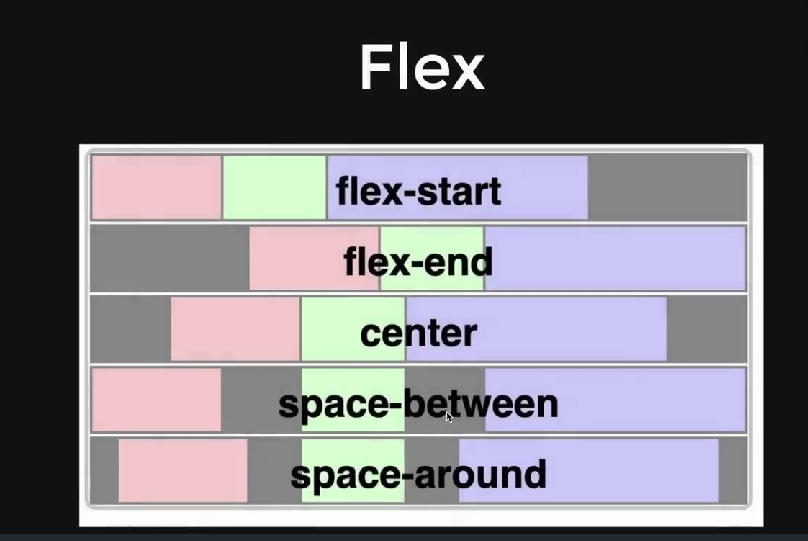 Flex
flex-start
flex-end
center
space-between
space-around